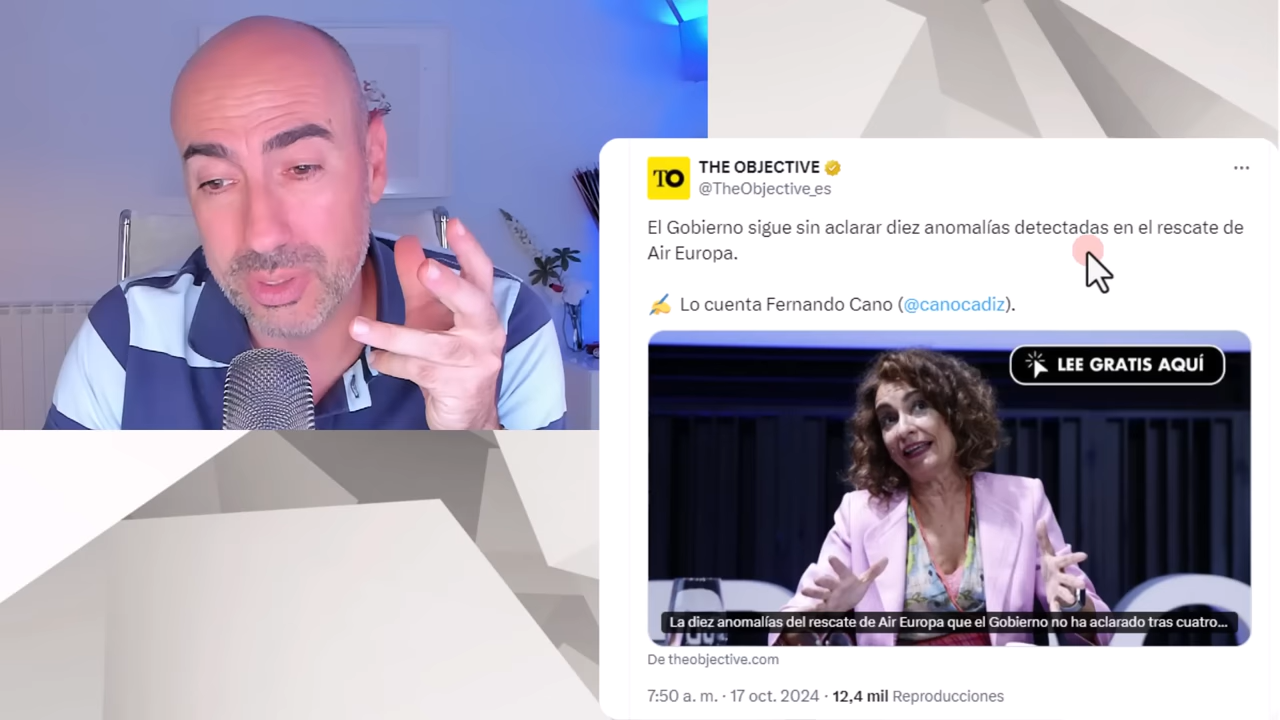 TO
THE OBJECTIVE
@TheObjective_es
El Gobierno sigue sin aclarar diez anomalías detectadas en el rescate de
Air Europa.
✍️ Lo cuenta Fernando Cano (@canocadiz).
LEE GRATIS AQUÍ
La diez anomalías del rescate de Air Europa que el Gobierno no ha aclarado tras cuatro...
De theobjective.com
7:50 a. m. · 17 oct. 2024 · 12,4 mil Reproducciones